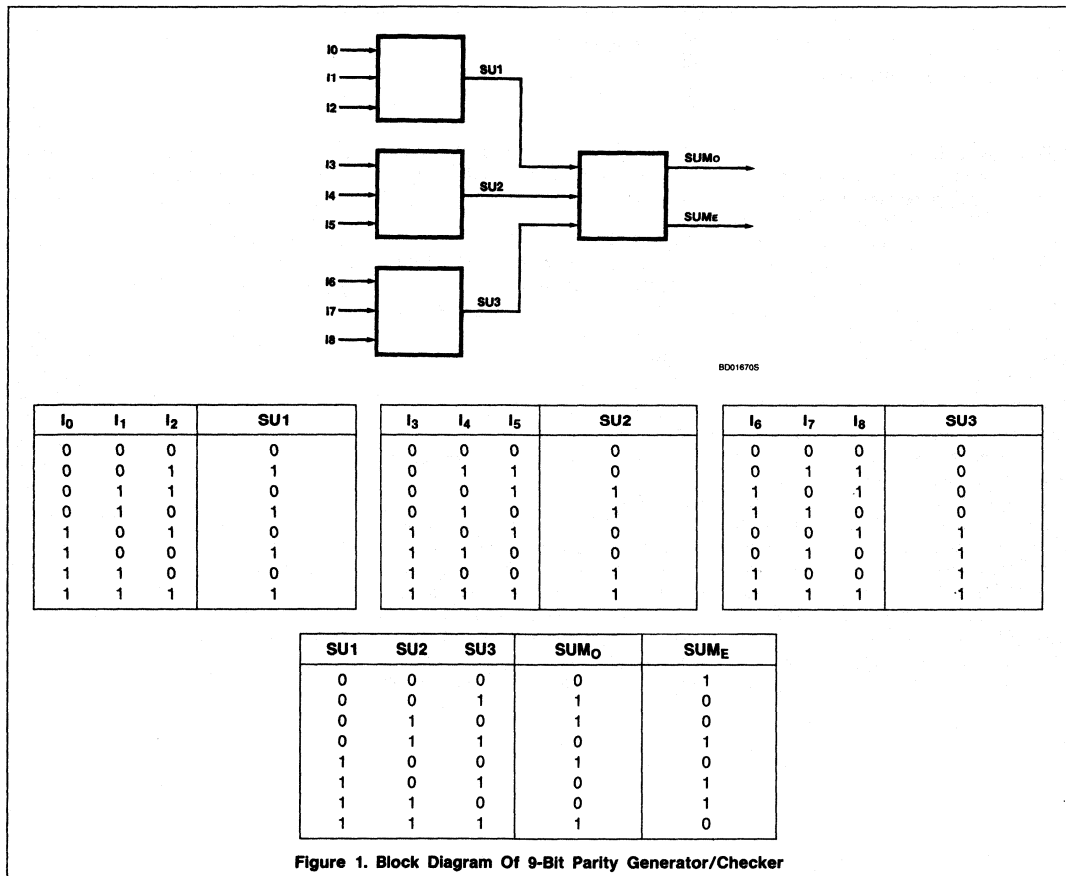 I0
I1
I2
SU1
I3
I4
I5
SU2
I6
I7
I8
SU3
SUMO
SUME
BD01670S
I0 I1 I2 SU1
0 0 0 0
0 0 1 1
0 1 1 0
0 1 0 1
1 0 1 0
1 0 0 1
1 1 0 0
1 1 1 1
I3 I4 I5 SU2
0 0 0 0
0 1 1 0
0 0 1 1
0 1 0 1
1 0 1 0
1 1 0 0
1 0 0 1
1 1 1 1
I6 I7 I8 SU3
0 0 0 0
0 1 1 0
1 0 1 0
1 1 0 0
0 0 1 1
0 1 0 1
1 0 0 1
1 1 1 1
SU1 SU2 SU3 SUMO SUME
0 0 0 0 1
0 0 1 1 0
0 1 0 1 0
0 1 1 0 1
1 0 0 1 0
1 0 1 0 1
1 1 0 0 1
1 1 1 1 0
Figure 1. Block Diagram Of 9-Bit Parity Generator/Checker